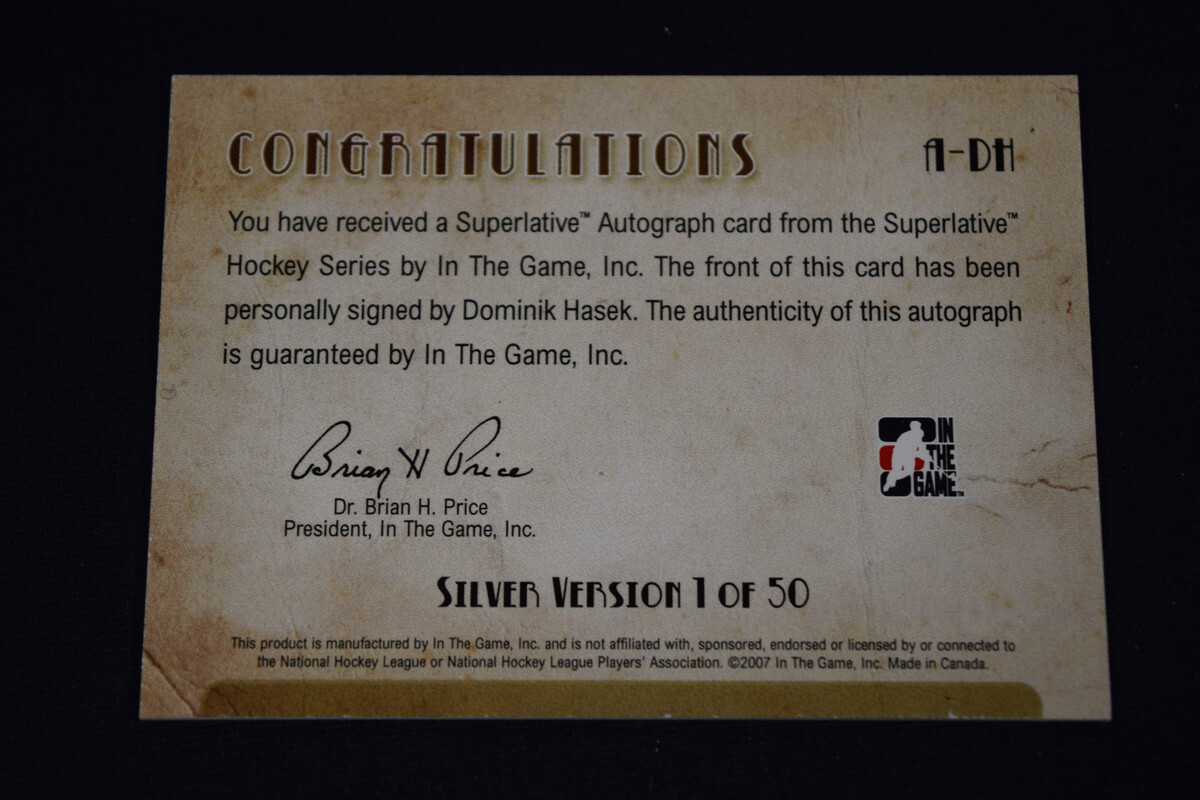 CONGRATULATIONS
A-DH
You have received a Superlative™ Autograph card from the Superlative™
Hockey Series by In The Game, Inc. The front of this card has been
personally signed by Dominik Hasek. The authenticity of this autograph
is guaranteed by In The Game, Inc.
Brian H Price
IN
THE
GAME™
Dr. Brian H. Price
President, In The Game, Inc.
SILVER VERSION 1 OF 50
This product is manufactured by In The Game, Inc. and is not affiliated with, sponsored, endorsed or licensed by or connected to
the National Hockey League or National Hockey League Players' Association. ©2007 In The Game, Inc. Made in Canada.